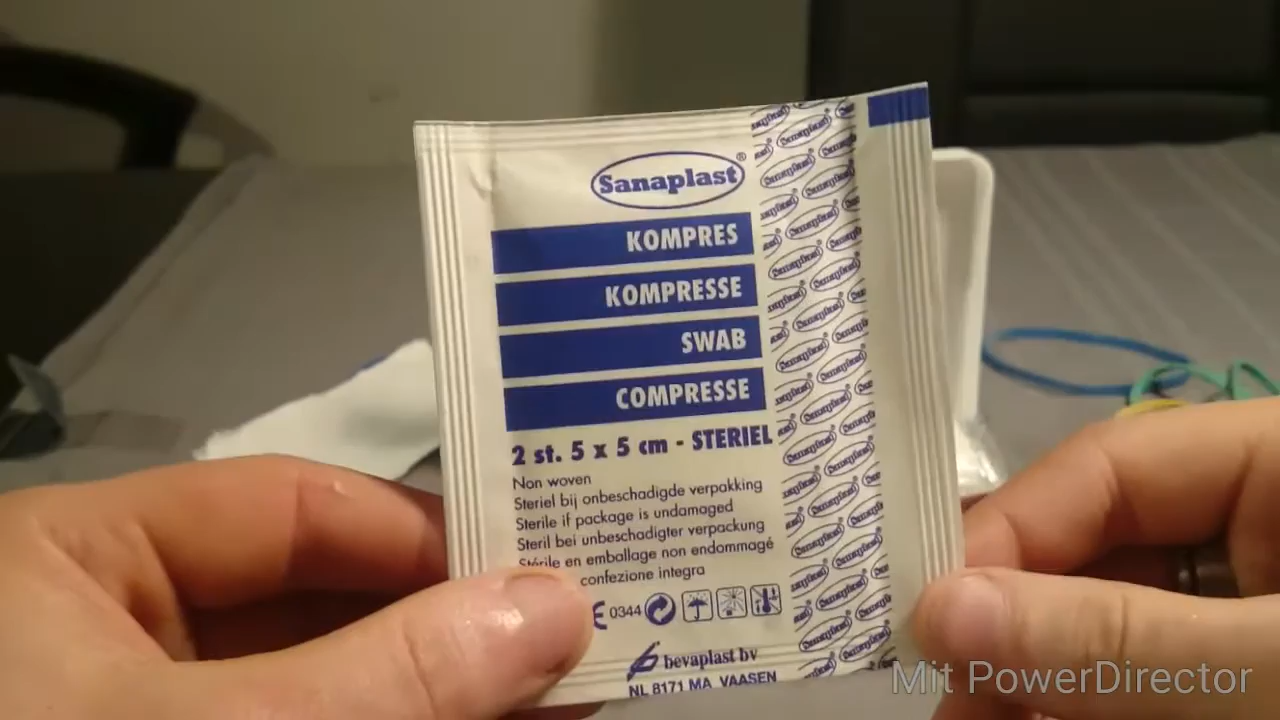 Sanaplast®
KOMPRES
KOMPRESSE
SWAB
COMPRESSE
2 st. 5 x 5 cm - STERIEL
Non woven
Steriel bij onbeschadigde verpakking
Sterile if package is undamaged
Steril bei unbeschadigter verpackung
Stérile en emballage non endommagé
confezione integra
0344
bevaplast bv
NL 8171 MA VAASEN
Mit PowerDirector